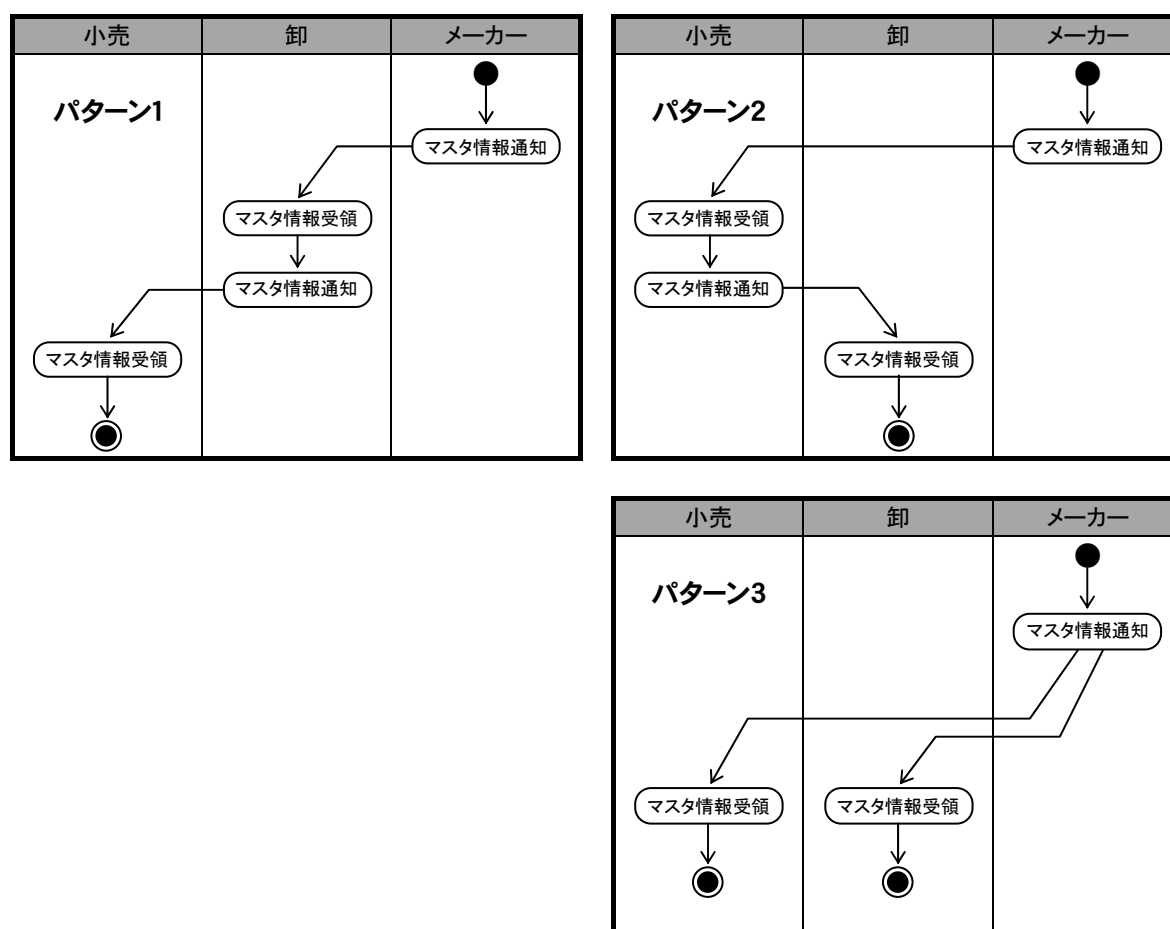 小売 卸 メーカー
パターン1
マスタ情報通知
マスタ情報受領
マスタ情報通知
マスタ情報受領
小売 卸 メーカー
パターン2
マスタ情報通知
マスタ情報受領
マスタ情報通知
マスタ情報受領
小売 卸 メーカー
パターン3
マスタ情報通知
マスタ情報受領 マスタ情報受領